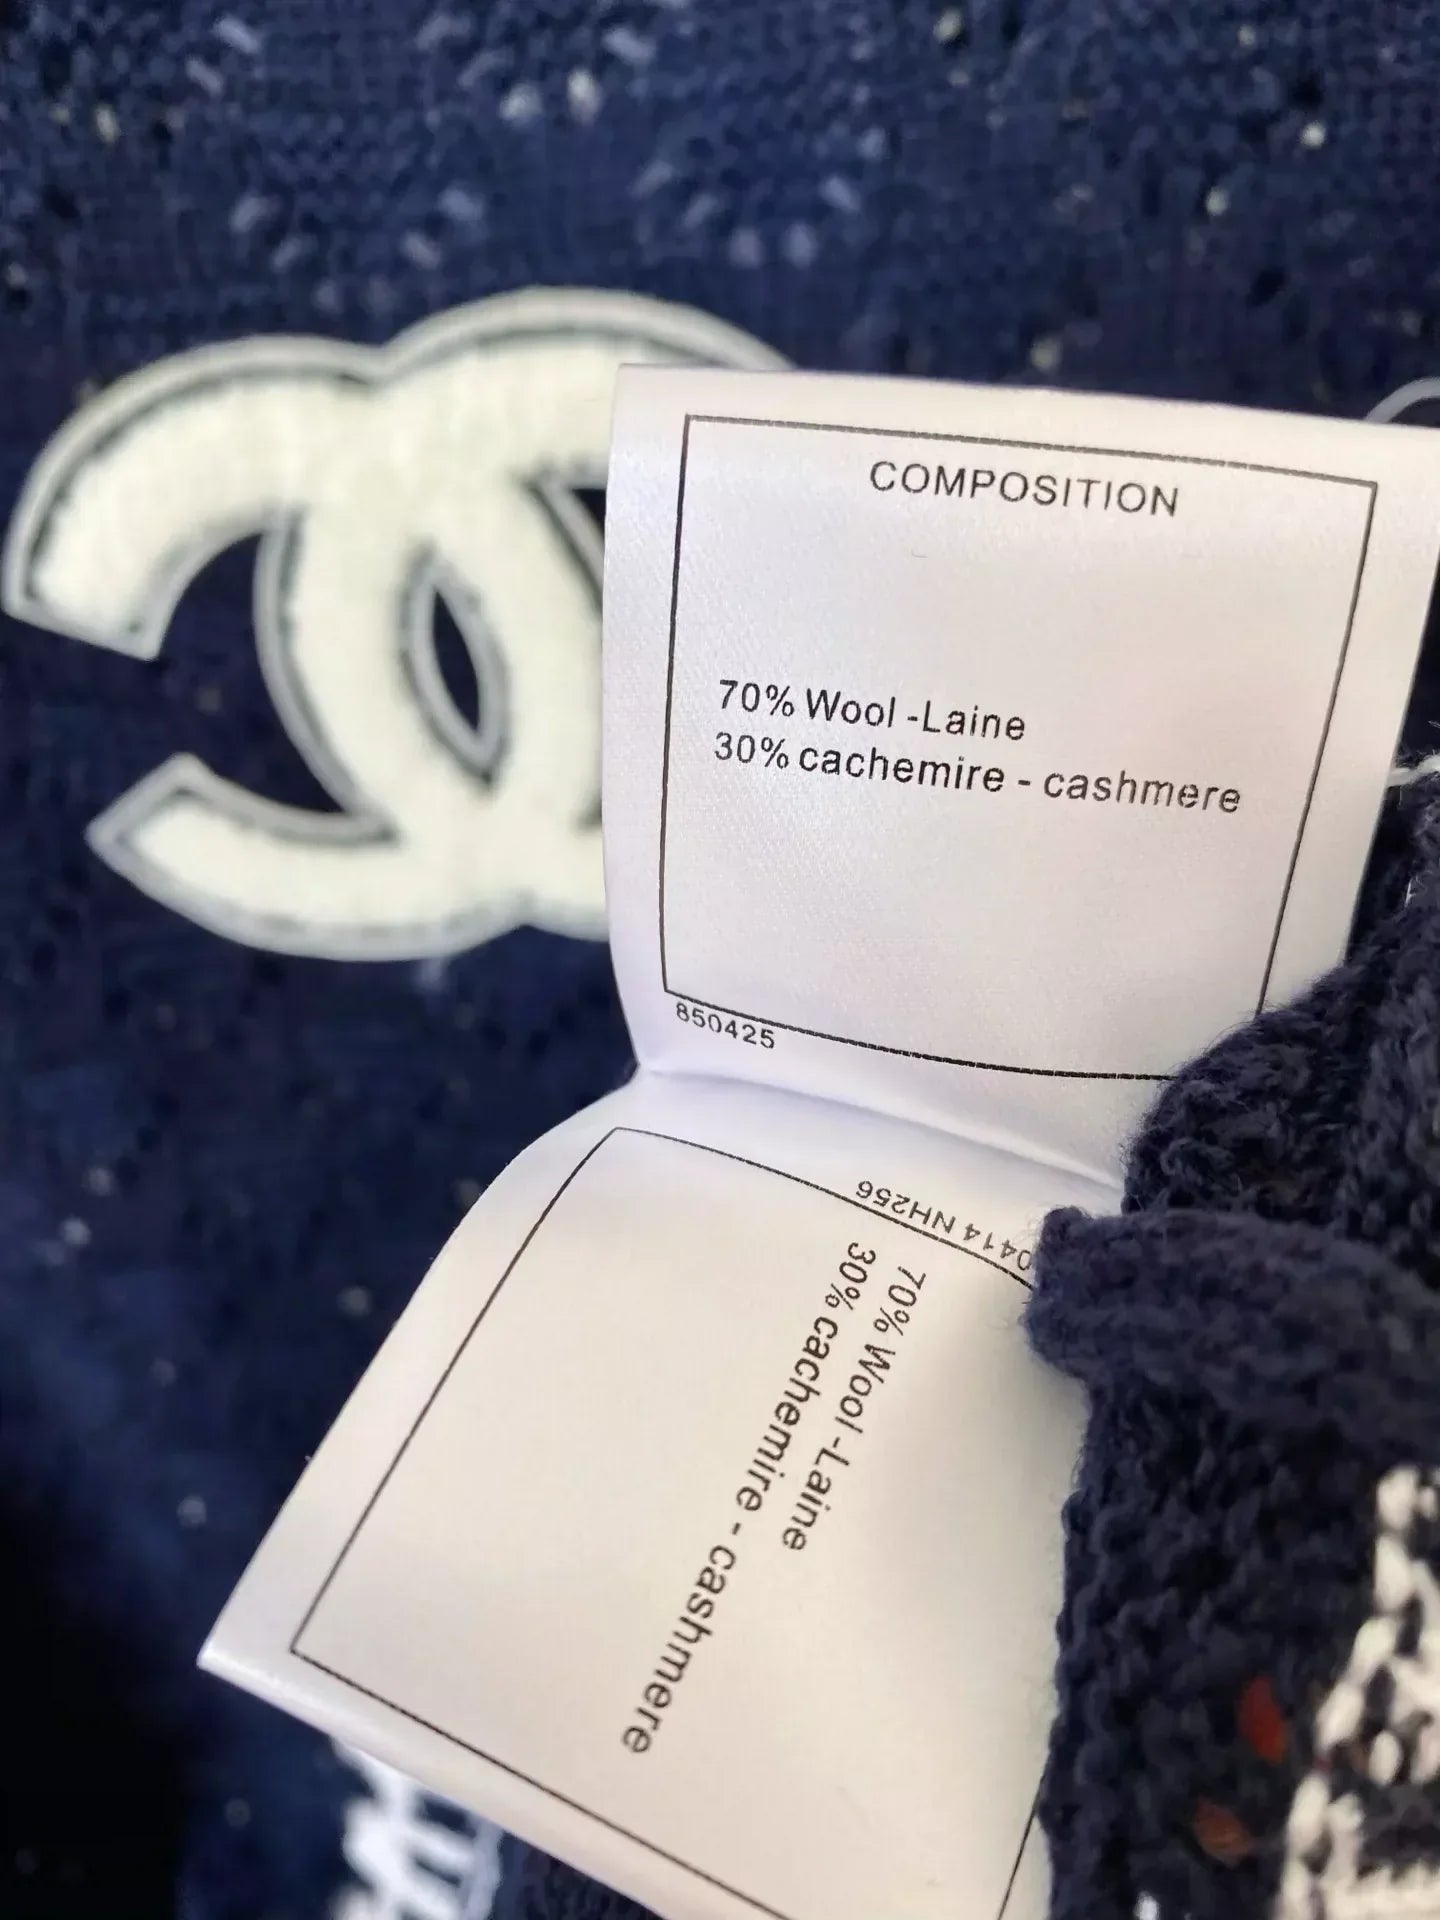 COMPOSITION
70% Wool -Laine
30% cachemire - cashmere
850425
0414 NH256
70% Wool -Laine
30% cachemire - cashmere